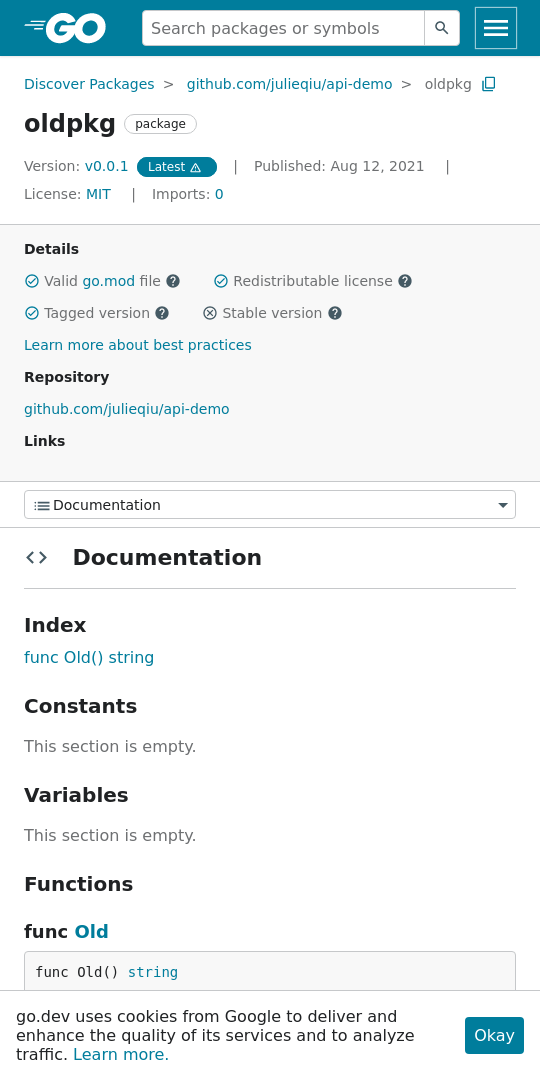 GO
Search packages or symbols
Discover Packages > github.com/julieqiu/api-demo > oldpkg
oldpkg package
Version: v0.0.1 Latest | Published: Aug 12, 2021 |
License: MIT | Imports: 0
Details
Valid go.mod file ? Redistributable license ?
Tagged version ? Stable version ?
Learn more about best practices
Repository
github.com/julieqiu/api-demo
Links
Documentation
<> Documentation
Index
func Old() string
Constants
This section is empty.
Variables
This section is empty.
Functions
func Old
func Old() string
go.dev uses cookies from Google to deliver and
enhance the quality of its services and to analyze
traffic. Learn more.
Okay